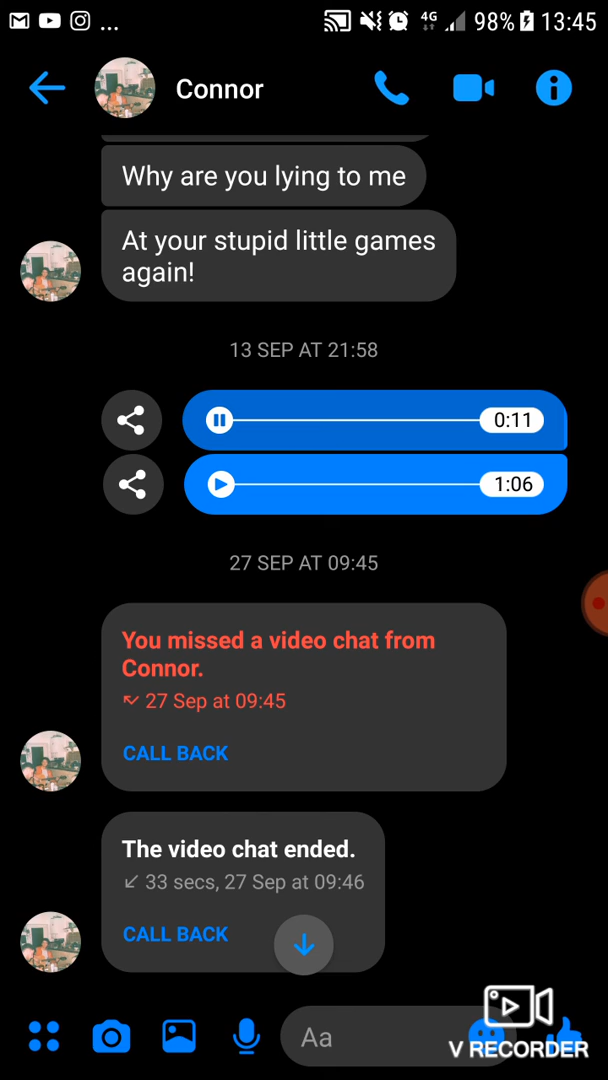 ... 4G 98% 13:45
Connor
Why are you lying to me
At your stupid little games
again!
13 SEP AT 21:58
0:11
1:06
27 SEP AT 09:45
You missed a video chat from
Connor.
27 Sep at 09:45
CALL BACK
The video chat ended.
33 secs, 27 Sep at 09:46
CALL BACK
Aa
V RECORDER